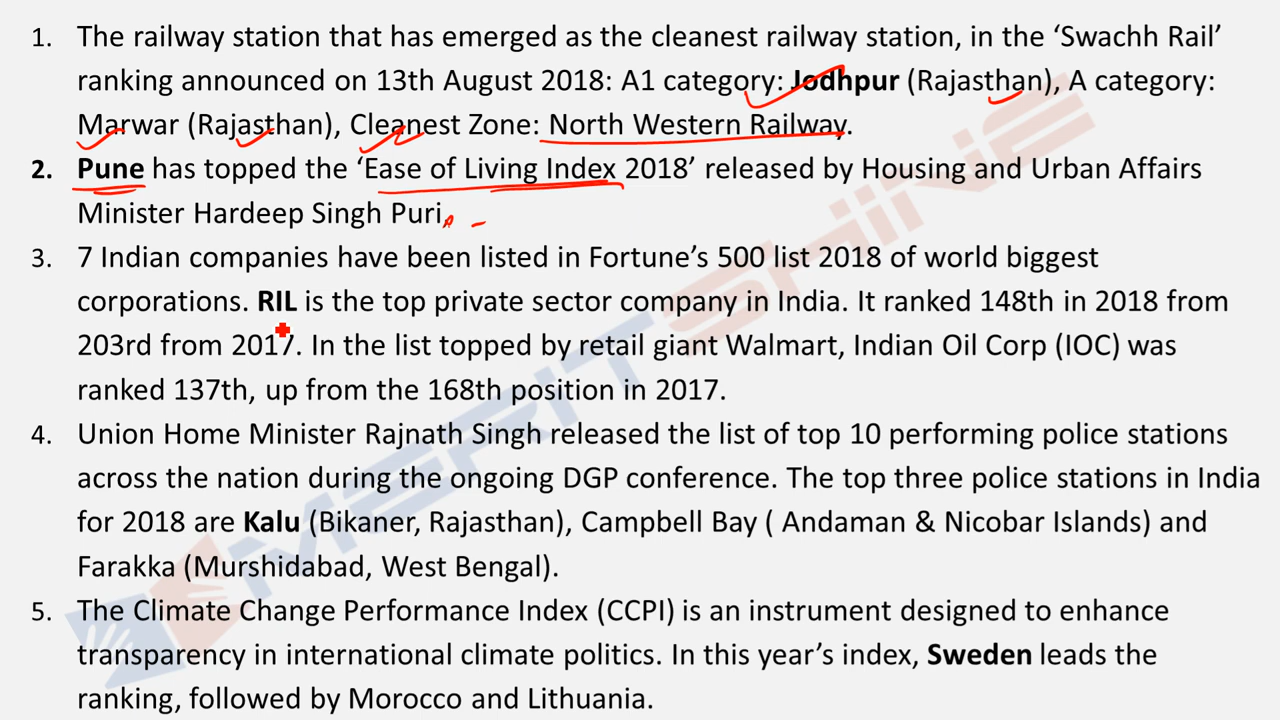 1. The railway station that has emerged as the cleanest railway station, in the ‘Swachh Rail’
ranking announced on 13th August 2018: A1 category: Jodhpur (Rajasthan), A category:
Marwar (Rajasthan), Cleanest Zone: North Western Railway.
2. Pune has topped the ‘Ease of Living Index 2018’ released by Housing and Urban Affairs
Minister Hardeep Singh Puri,
3. 7 Indian companies have been listed in Fortune’s 500 list 2018 of world biggest
corporations. RIL is the top private sector company in India. It ranked 148th in 2018 from
203rd from 2017. In the list topped by retail giant Walmart, Indian Oil Corp (IOC) was
ranked 137th, up from the 168th position in 2017.
4. Union Home Minister Rajnath Singh released the list of top 10 performing police stations
across the nation during the ongoing DGP conference. The top three police stations in India
for 2018 are Kalu (Bikaner, Rajasthan), Campbell Bay ( Andaman & Nicobar Islands) and
Farakka (Murshidabad, West Bengal).
5. The Climate Change Performance Index (CCPI) is an instrument designed to enhance
transparency in international climate politics. In this year’s index, Sweden leads the
ranking, followed by Morocco and Lithuania.
MERITSHINE